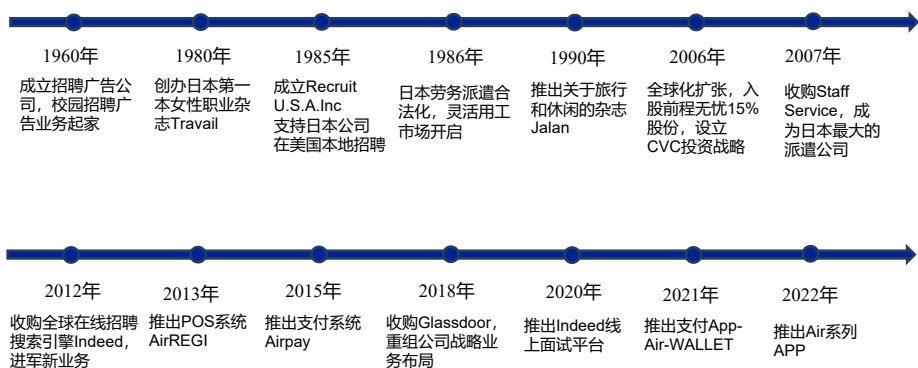 1960年
成立招聘广告公
司，校园招聘广
告业务起家
1980年
创办日本第一
本女性职业杂
志Travail
1985年
成立Recruit
U.S.A.Inc
支持日本公司
在美国本地招聘
1986年
日本劳务派遣合
法化，灵活用工
市场开启
1990年
推出关于旅行
和休闲的杂志
Jalan
2006年
全球化扩张，入
股前程无忧15%
股份，设立
CVC投资战略
2007年
收购Staff
Service，成
为日本最大的
派遣公司
2012年
收购全球在线招聘
搜索引擎Indeed，
进军新业务
2013年
推出POS系统
AirREGI
2015年
推出支付系统
Airpay
2018年
收购Glassdoor，
重组公司战略业
务布局
2020年
推出Indeed线
上面试平台
2021年
推出支付App-
Air-WALLET
2022年
推出Air系列
APP